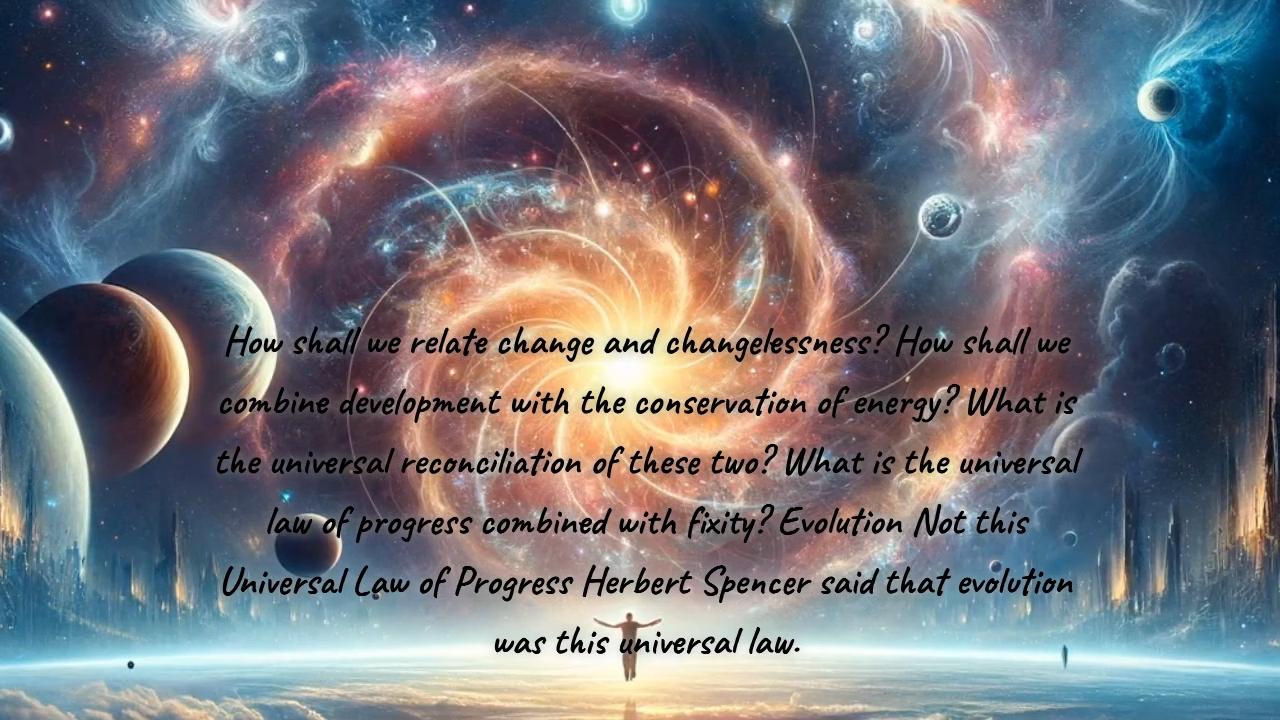 How shall we relate change and changelessness? How shall we
combine development with the conservation of energy? What is
the universal reconciliation of these two? What is the universal
law of progress combined with fixity? Evolution Not this
Universal Law of Progress Herbert Spencer said that evolution
was this universal law.